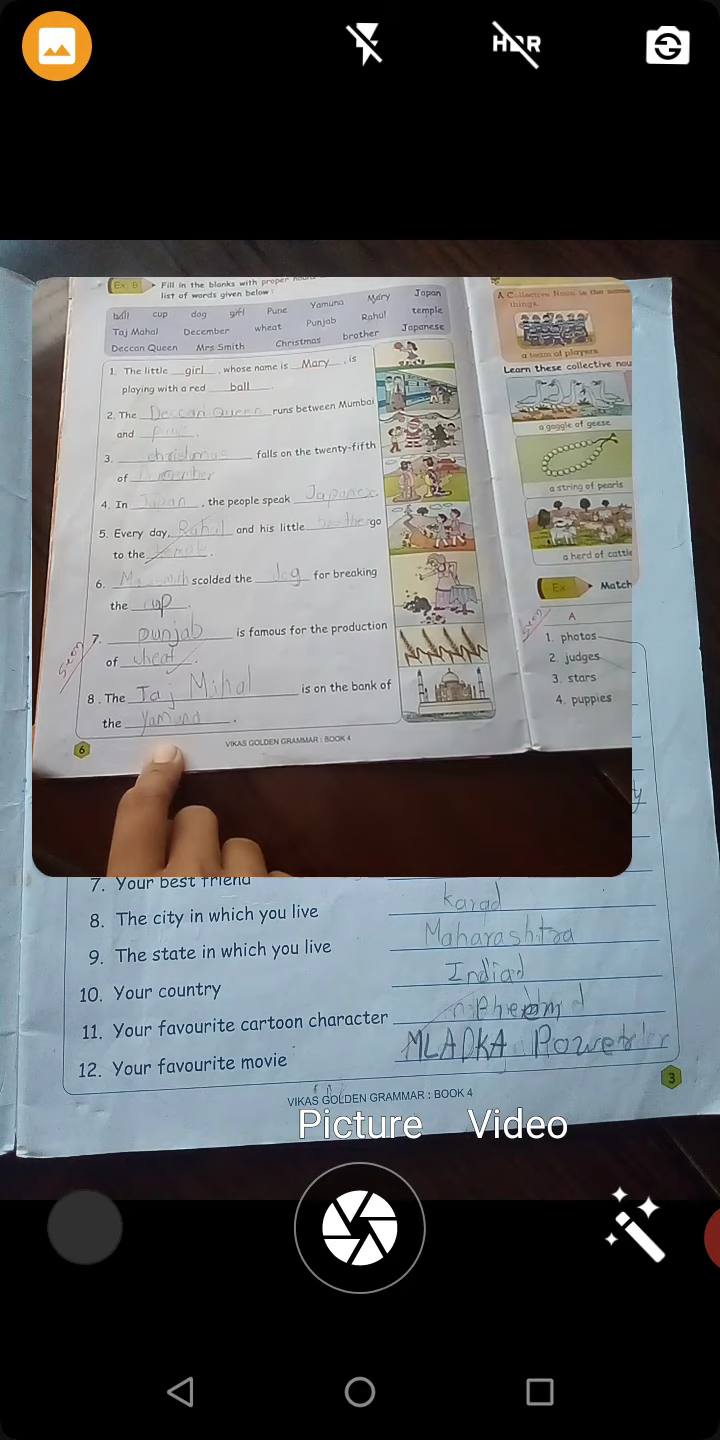 HDR
Ex. B Fill in the blanks with proper
list of words given below
ball cup dog girl Pune Yamuna Mary Japan
Taj Mahal December wheat Punjab Rahul temple
Deccan Queen Mrs Smith Christmas brother Japanese
1. The little girl, whose name is Mary, is
playing with a red ball.
2. The Deccan Queen runs between Mumbai
and
3. christmas falls on the twenty-fifth
of
4. In Japan, the people speak Japanese.
5. Every day, Rahul and his little go
to the temple.
6. scolded the dog for breaking
the cup.
7. punjab is famous for the production
of wheat.
8. The Taj Mihal is on the bank of
the Yamuna.
Seen
6
VIKAS GOLDEN GRAMMAR : BOOK 4
A Collective Noun is the name
things.
a team of players
Learn these collective nou
a gaggle of geese
a string of pearls
a herd of cattle
Ex. Match
Seen
A
1. photos
2. judges
3. stars
4. puppies
y
7. Your best friend
8. The city in which you live karad
9. The state in which you live Maharashtra
10. Your country Indiad
11. Your favourite cartoon character
12. Your favourite movie MLADKA Power
3
VIKAS GOLDEN GRAMMAR : BOOK 4
Picture Video